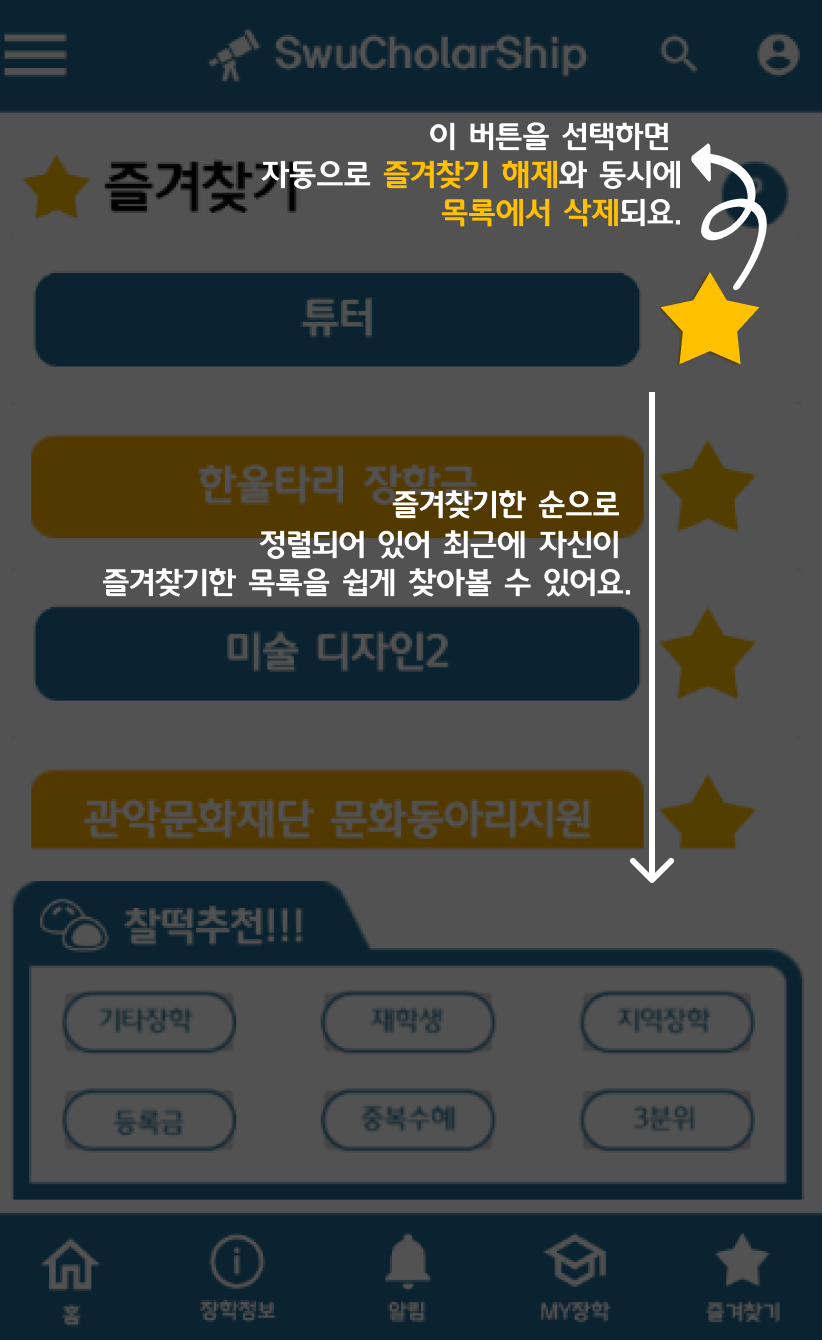 SwuCholarShip
이 버튼을 선택하면
즐겨찾기
자동으로 즐겨찾기 해제와 동시에
목록에서 삭제되요.
튜터
한울타리 장학금
즐겨찾기한 순으로
정렬되어 있어 최근에 자신이
즐겨찾기한 목록을 쉽게 찾아볼 수 있어요.
미술 디자인2
관악문화재단 문화동아리지원
찰떡추천!!!
기타장학 재학생 지역장학
등록금 중복수혜 3분위
홈 장학정보 알림 MY장학 즐겨찾기